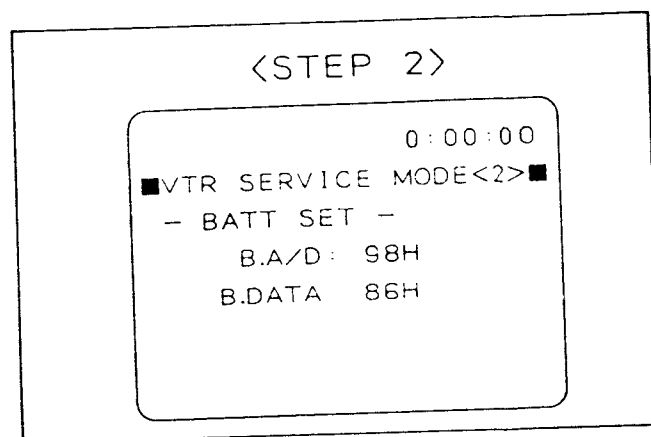 <STEP 2>
0:00:00
■VTR SERVICE MODE<2>■
- BATT SET -
B.A/D: 98H
B.DATA 86H